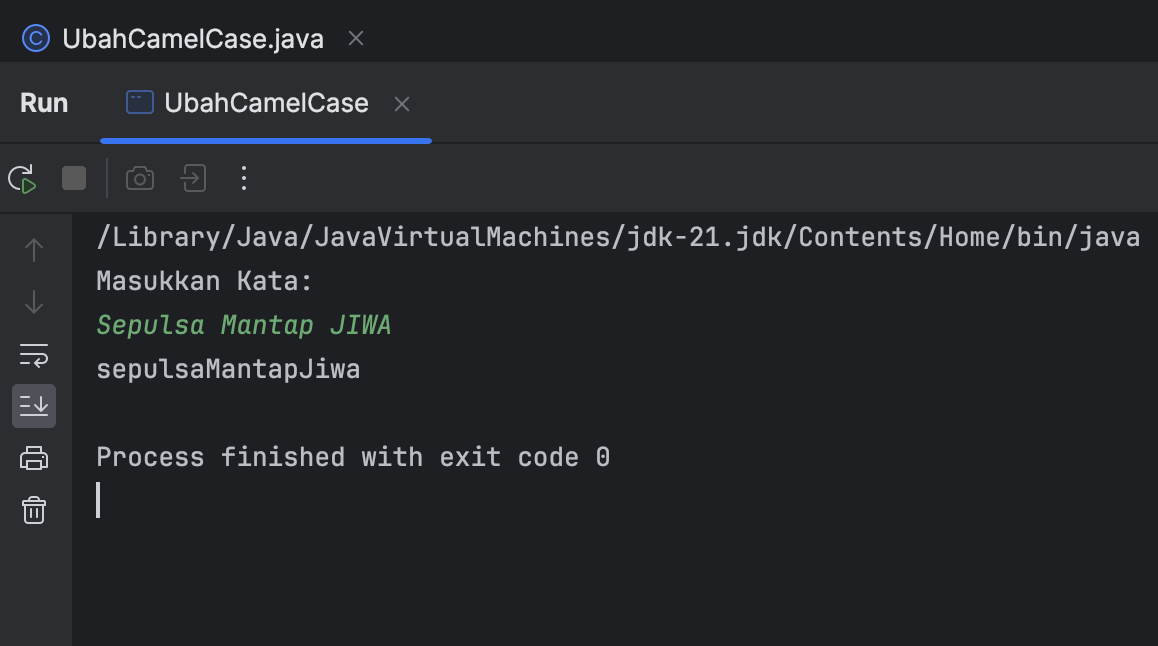 UbahCamelCase.java
Run UbahCamelCase
/Library/Java/JavaVirtualMachines/jdk-21.jdk/Contents/Home/bin/java
Masukkan Kata:
Sepulsa Mantap JIWA
sepulsaMantapJiwa
Process finished with exit code 0